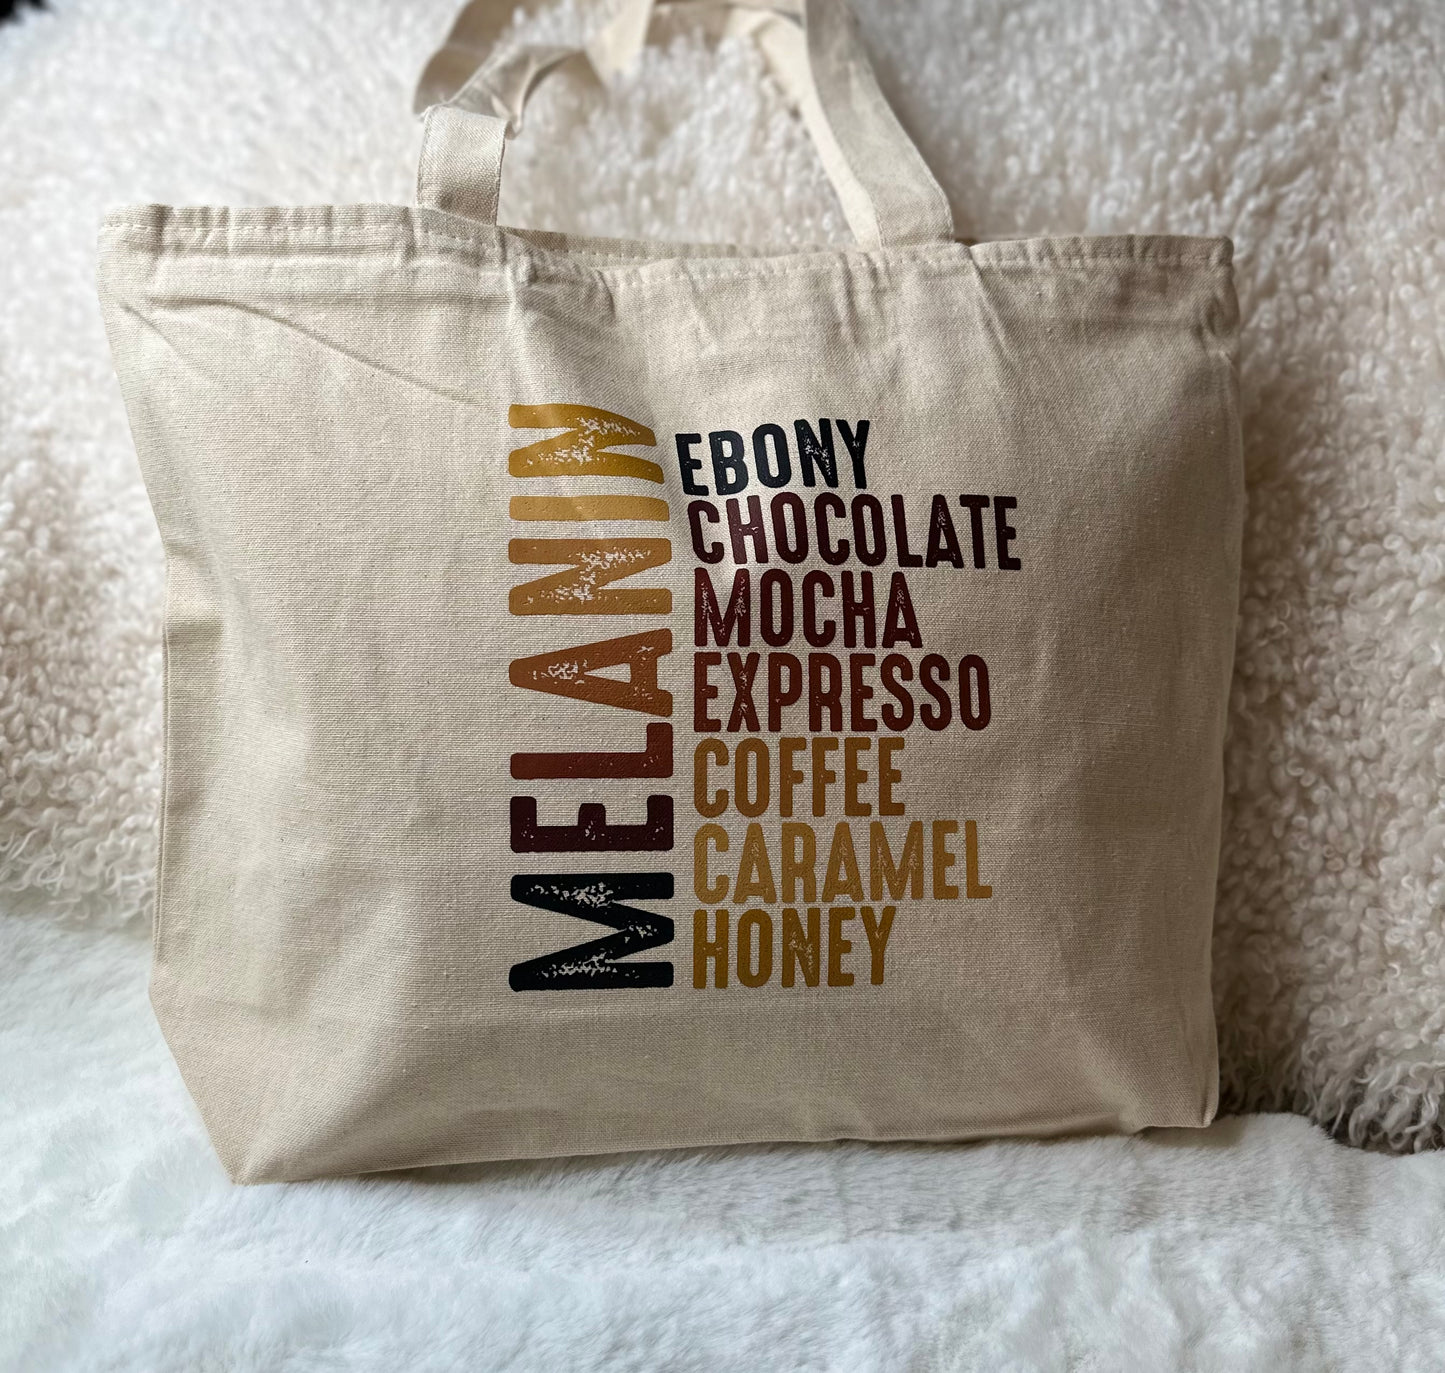 MELANIN
EBONY
CHOCOLATE
MOCHA
EXPRESSO
COFFEE
CARAMEL
HONEY